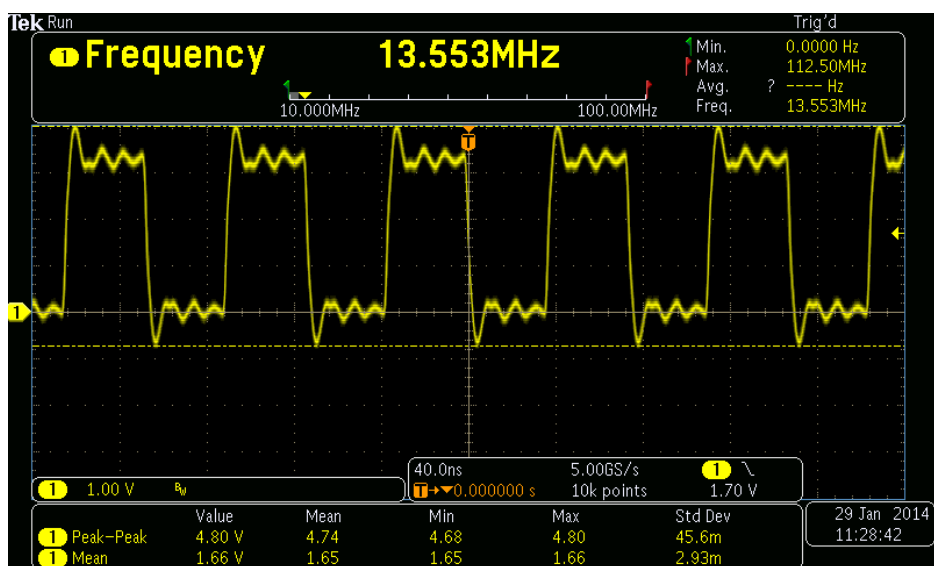 Tek Run Trig'd
1 Frequency 13.553MHz
Min. 0.0000 Hz
Max. 112.50MHz
Avg. ? ---- Hz
Freq. 13.553MHz
10.000MHz 100.00MHz
T
1
40.0ns 5.00GS/s 1 \
1 1.00 V BW T→▼0.000000 s 10k points 1.70 V
Value Mean Min Max Std Dev
1 Peak-Peak 4.80 V 4.74 4.68 4.80 45.6m
1 Mean 1.66 V 1.65 1.65 1.66 2.93m
29 Jan 2014
11:28:42